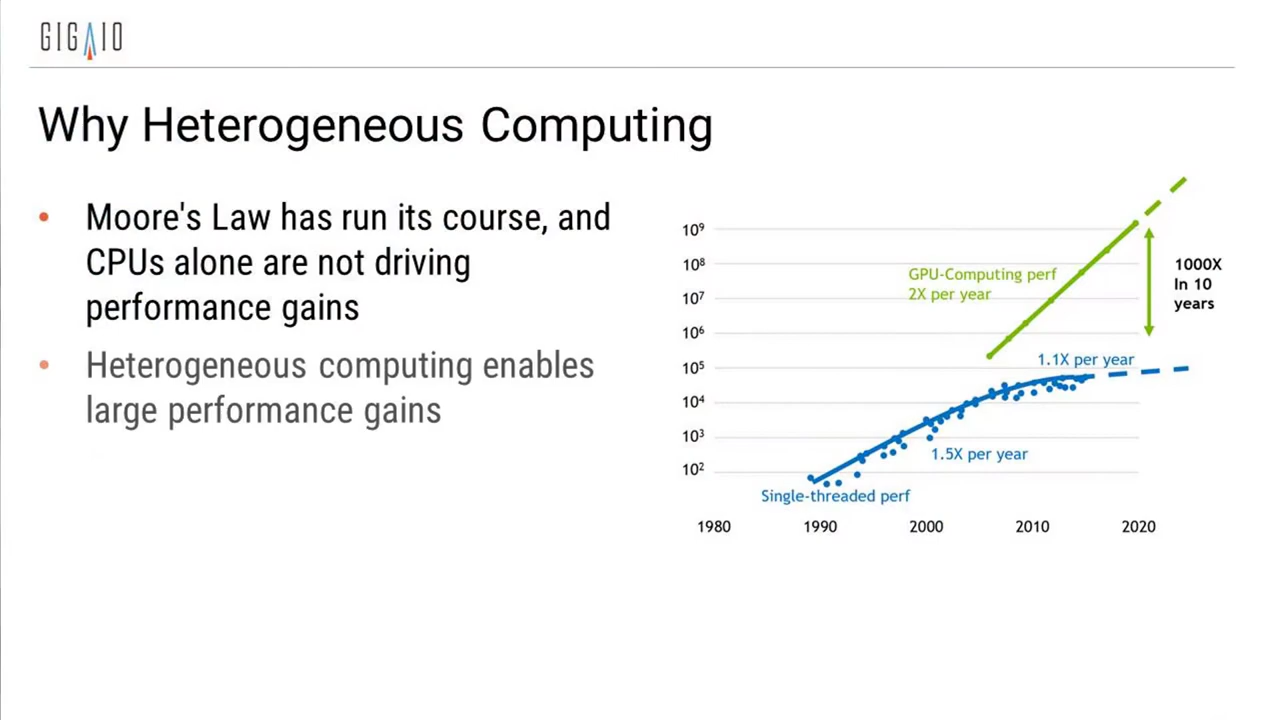 GIGAIO
Why Heterogeneous Computing
• Moore's Law has run its course, and
CPUs alone are not driving
performance gains
• Heterogeneous computing enables
large performance gains
10⁹
10⁸
10⁷
10⁶
10⁵
10⁴
10³
10²
GPU-Computing perf
2X per year
1000X
In 10
years
1.1X per year
1.5X per year
Single-threaded perf
1980 1990 2000 2010 2020